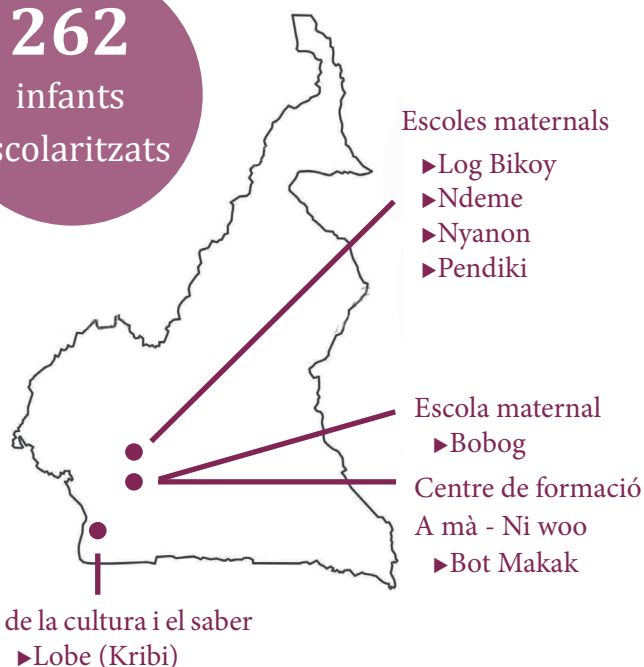 262
infants
scolaritzats
Escoles maternals
▸Log Bikoy
▸Ndeme
▸Nyanon
▸Pendiki
Escola maternal
▸Bobog
Centre de formació
A mà - Ni woo
▸Bot Makak
de la cultura i el saber
▸Lobe (Kribi)